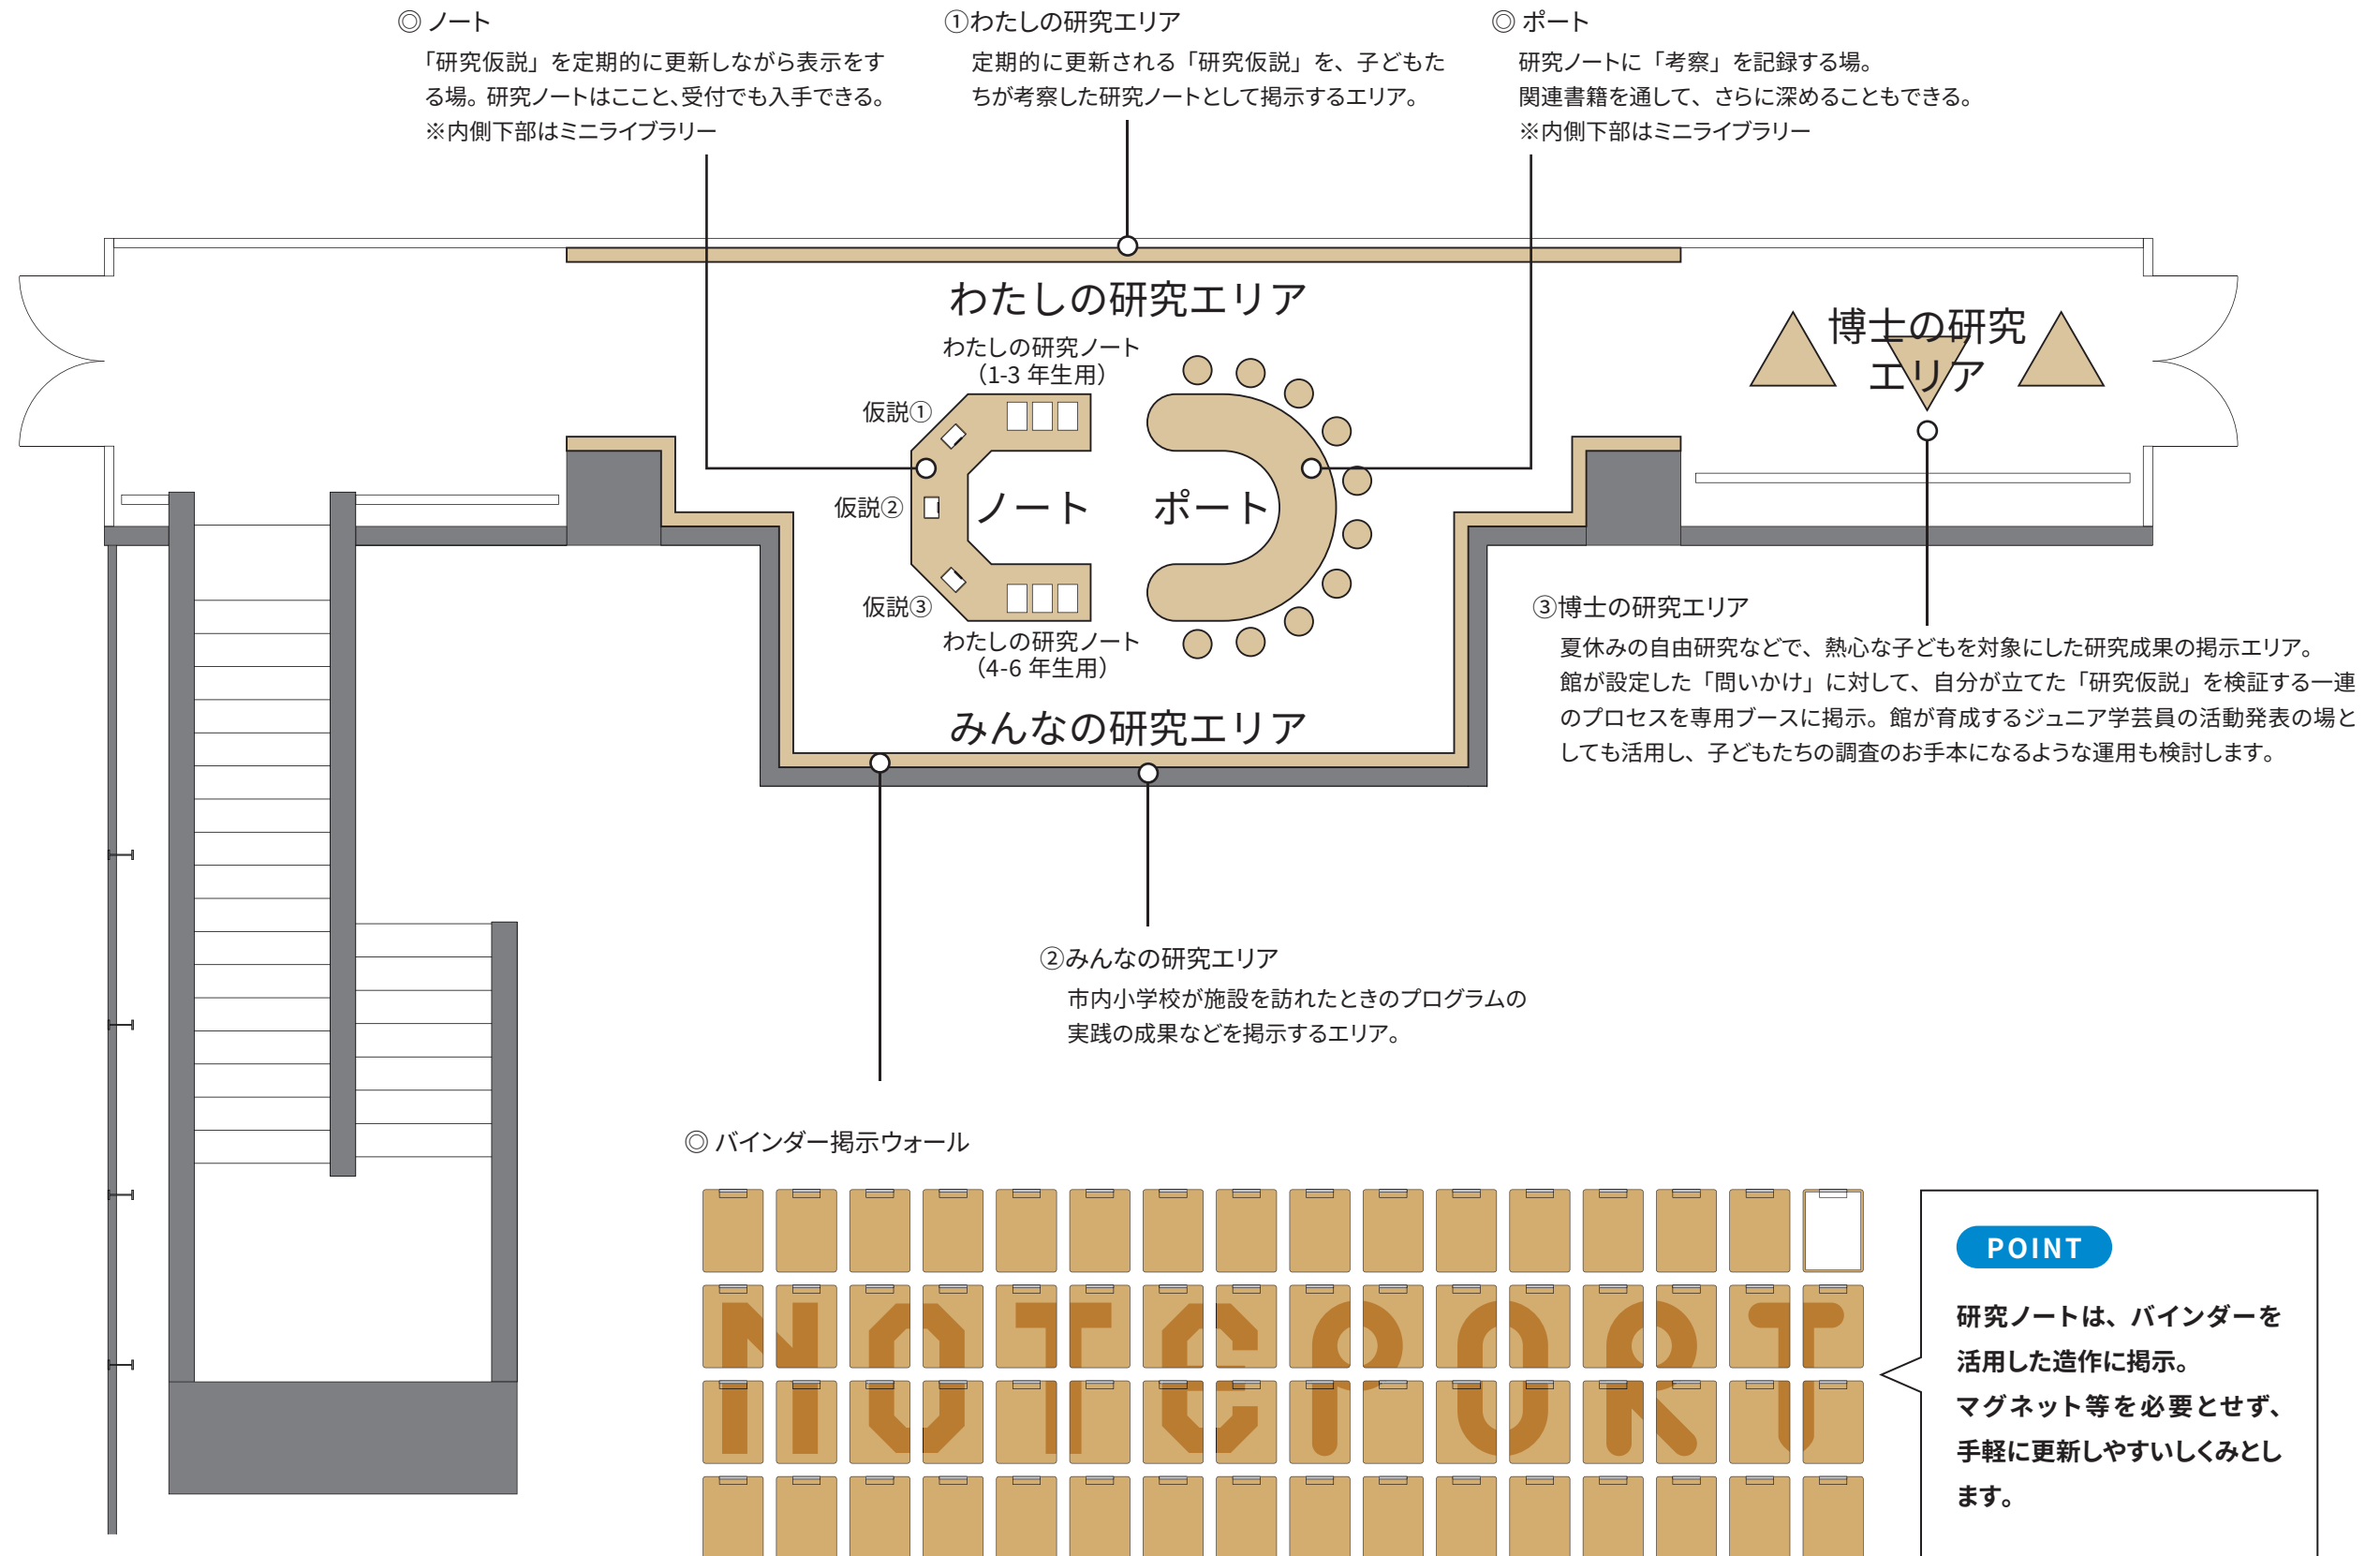 ◎ ノート
「研究仮説」を定期的に更新しながら表示をす
る場。研究ノートはここと、受付でも入手できる。
※内側下部はミニライブラリー
①わたしの研究エリア
定期的に更新される「研究仮説」を、子どもた
ちが考察した研究ノートとして掲示するエリア。
◎ ポート
研究ノートに「考察」を記録する場。
関連書籍を通して、さらに深めることもできる。
※内側下部はミニライブラリー
わたしの研究エリア
わたしの研究ノート
（1-3 年生用）
仮説①
仮説②
仮説③
ノート
ポート
わたしの研究ノート
（4-6 年生用）
みんなの研究エリア
博士の研究
エリア
③博士の研究エリア
夏休みの自由研究などで、熱心な子どもを対象にした研究成果の掲示エリア。
館が設定した「問いかけ」に対して、自分が立てた「研究仮説」を検証する一連
のプロセスを専用ブースに掲示。館が育成するジュニア学芸員の活動発表の場と
しても活用し、子どもたちの調査のお手本になるような運用も検討します。
②みんなの研究エリア
市内小学校が施設を訪れたときのプログラムの
実践の成果などを掲示するエリア。
◎ バインダー掲示ウォール
NOTEPORT
POINT
研究ノートは、バインダーを
活用した造作に掲示。
マグネット等を必要とせず、
手軽に更新しやすいしくみとし
ます。